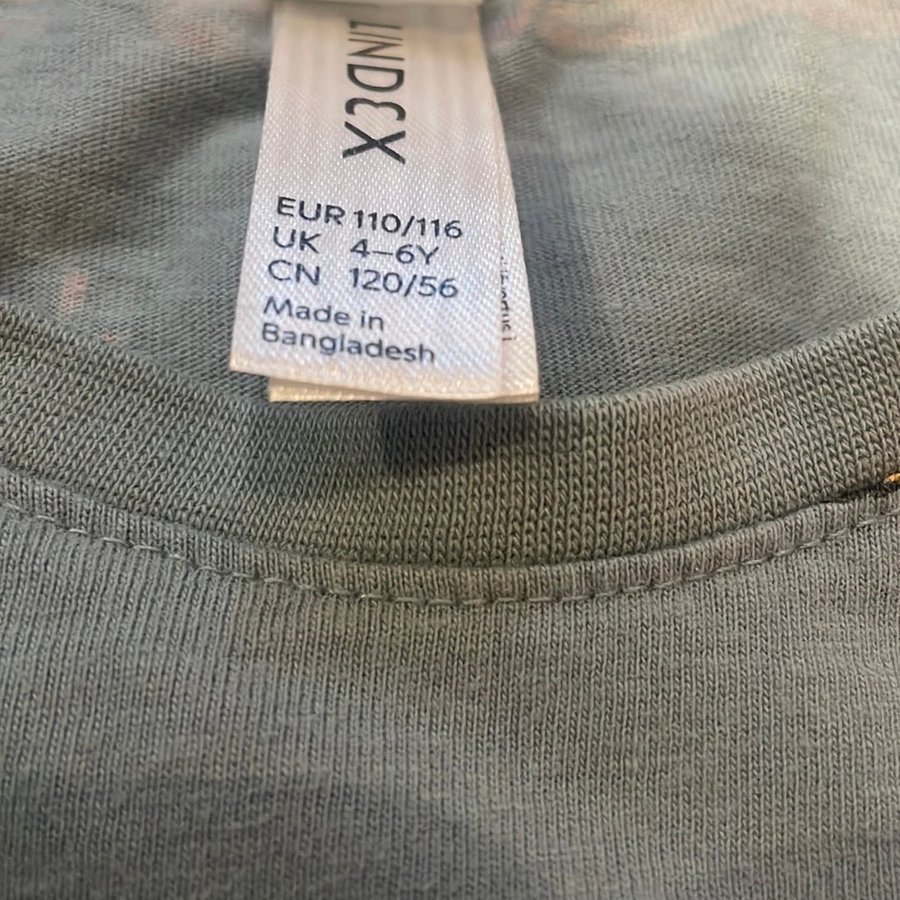 LINDEX
EUR 110/116
UK 4–6Y
CN 120/56
Made in
Bangladesh